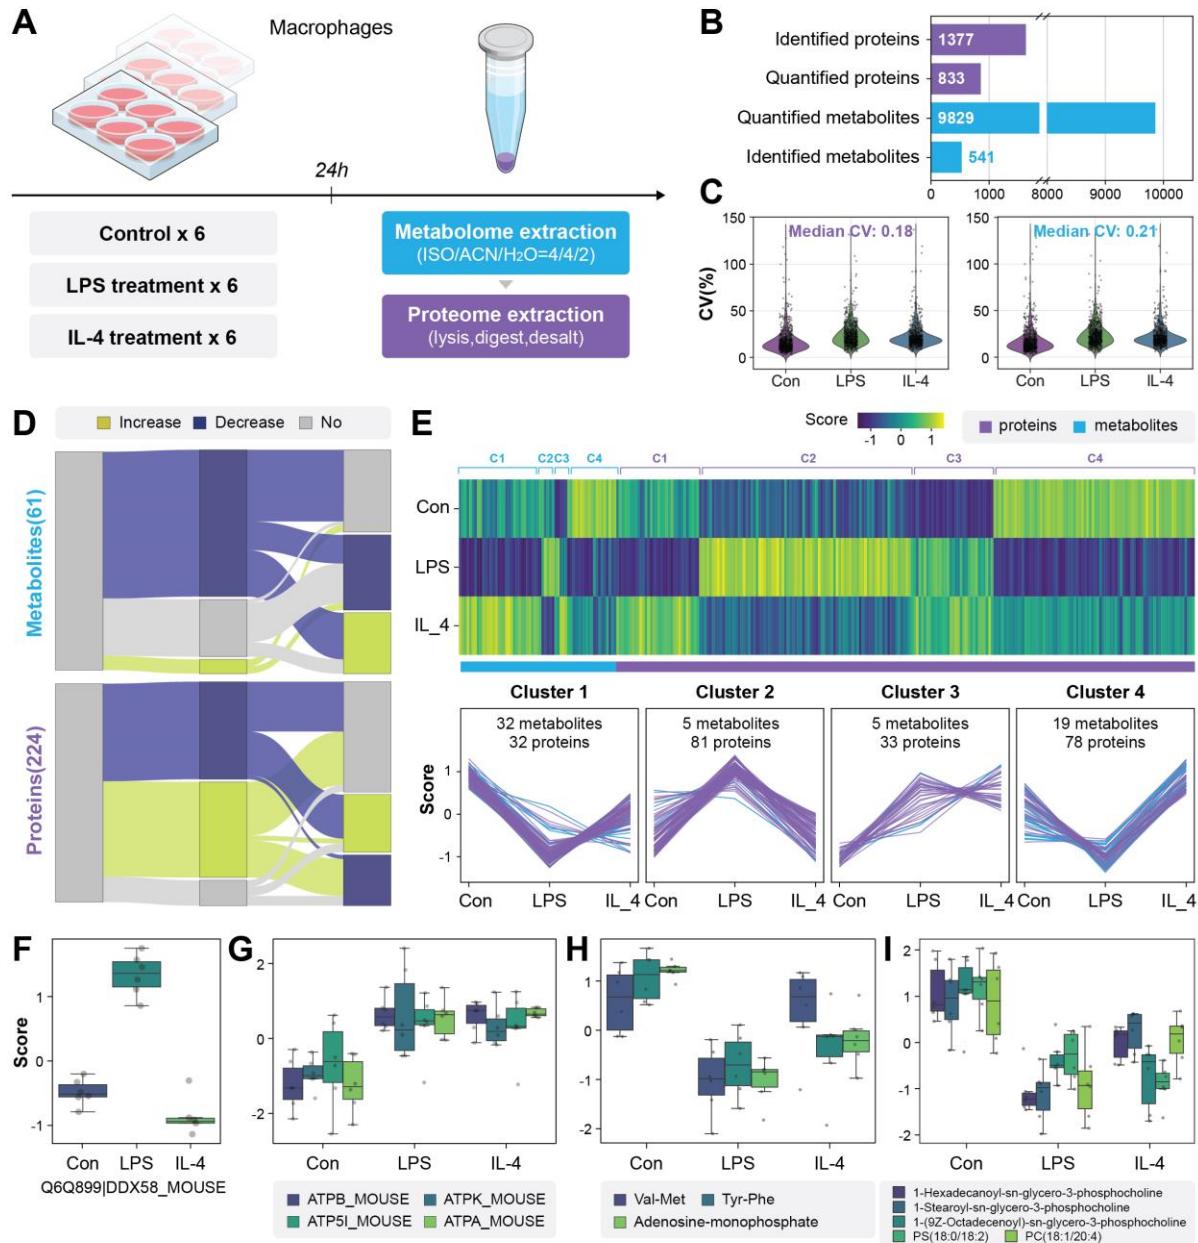 A
Macrophages
24h
Control x 6
LPS treatment x 6
IL-4 treatment x 6
Metabolome extraction
(ISO/ACN/H₂O=4/4/2)
Proteome extraction
(lysis,digest,desalt)
B
Identified proteins
1377
Quantified proteins
833
Quantified metabolites
9829
Identified metabolites
541
0 1000 8000 9000 10000
C
CV(%)
150
100
50
0
Median CV: 0.18
Con LPS IL-4
150
100
50
0
Median CV: 0.21
Con LPS IL-4
D
Increase Decrease No
Metabolites(61)
Proteins(224)
E
Score
-1 0 1
proteins metabolites
C1 C2 C3 C4 C1 C2 C3 C4
Con
LPS
IL_4
Cluster 1 Cluster 2 Cluster 3 Cluster 4
32 metabolites
32 proteins
5 metabolites
81 proteins
5 metabolites
33 proteins
19 metabolites
78 proteins
Score
1
0
-1
Con LPS IL_4 Con LPS IL_4 Con LPS IL_4 Con LPS IL_4
F
Score
1
0
-1
Con LPS IL-4
Q6Q899|DDX58_MOUSE
G
2
0
-2
Con LPS IL-4
ATPB_MOUSE ATPK_MOUSE
ATP5I_MOUSE ATPA_MOUSE
H
1
0
-1
-2
Con LPS IL-4
Val-Met Tyr-Phe
Adenosine-monophosphate
I
2
1
0
-1
-2
Con LPS IL-4
1-Hexadecanoyl-sn-glycero-3-phosphocholine
1-Stearoyl-sn-glycero-3-phosphocholine
1-(9Z-Octadecenoyl)-sn-glycero-3-phosphocholine
PS(18:0/18:2) PC(18:1/20:4)